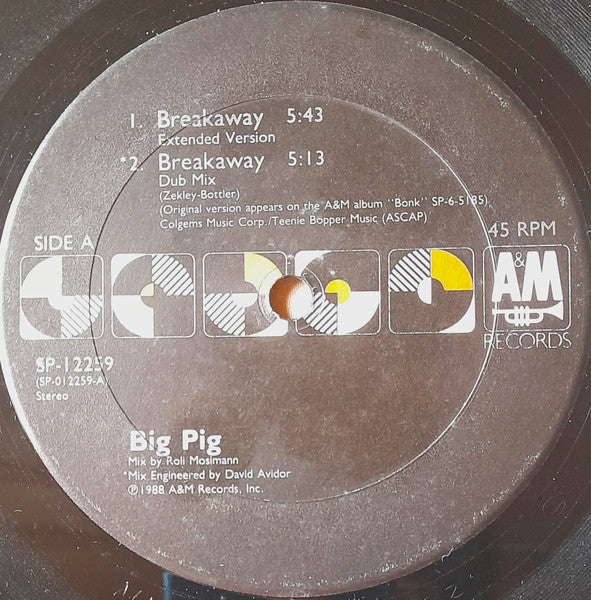 1. Breakaway 5:43
Extended Version
*2. Breakaway 5:13
Dub Mix
(Zekley-Bottler)
(Original version appears on the A&M album "Bonk" SP-6-5185)
Colgems Music Corp./Teenie Bopper Music (ASCAP)
SIDE A
45 RPM
A&M
RECORDS
SP-12259
(SP-012259-A)
Stereo
Big Pig
Mix by Roli Mosimann
*Mix Engineered by David Avidor
℗1988 A&M Records, Inc.